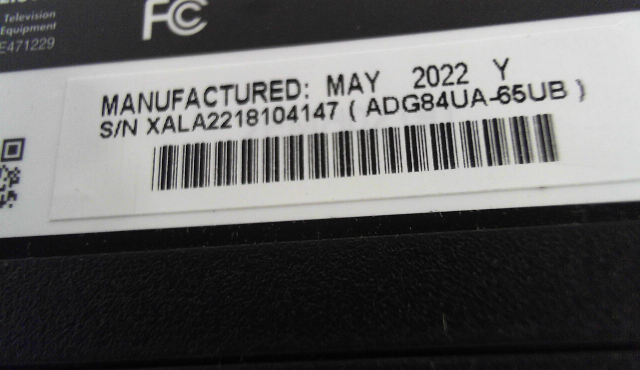 Television
Equipment
E471229
FC
MANUFACTURED: MAY 2022 Y
S/N XALA2218104147 ( ADG84UA-65UB )